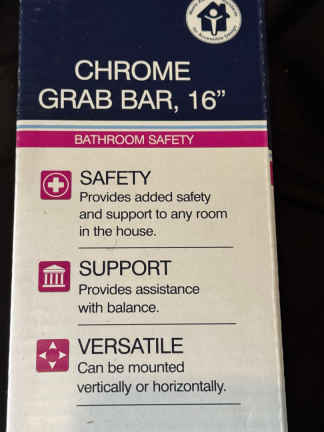 CHROME
GRAB BAR, 16”
BATHROOM SAFETY
SAFETY
Provides added safety
and support to any room
in the house.
SUPPORT
Provides assistance
with balance.
VERSATILE
Can be mounted
vertically or horizontally.